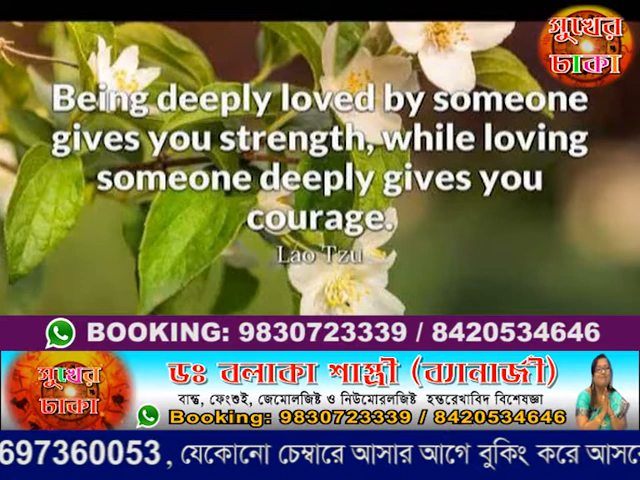 সুখের
ঢাকা
Being deeply loved by someone
gives you strength, while loving
someone deeply gives you
courage.
Lao Tzu
BOOKING: 9830723339 / 8420534646
সুখের
ঢাকা
ডঃ বলাকা শাস্ত্রী (ব্যানার্জী)
বাস্তু, ফেংশুই, জেমোলজিষ্ট ও নিউমোরলজিষ্ট হস্তরেখাবিদ বিশেষজ্ঞা
Booking: 9830723339 / 8420534646
697360053 , যেকোনো চেম্বারে আসার আগে বুকিং করে আসবে